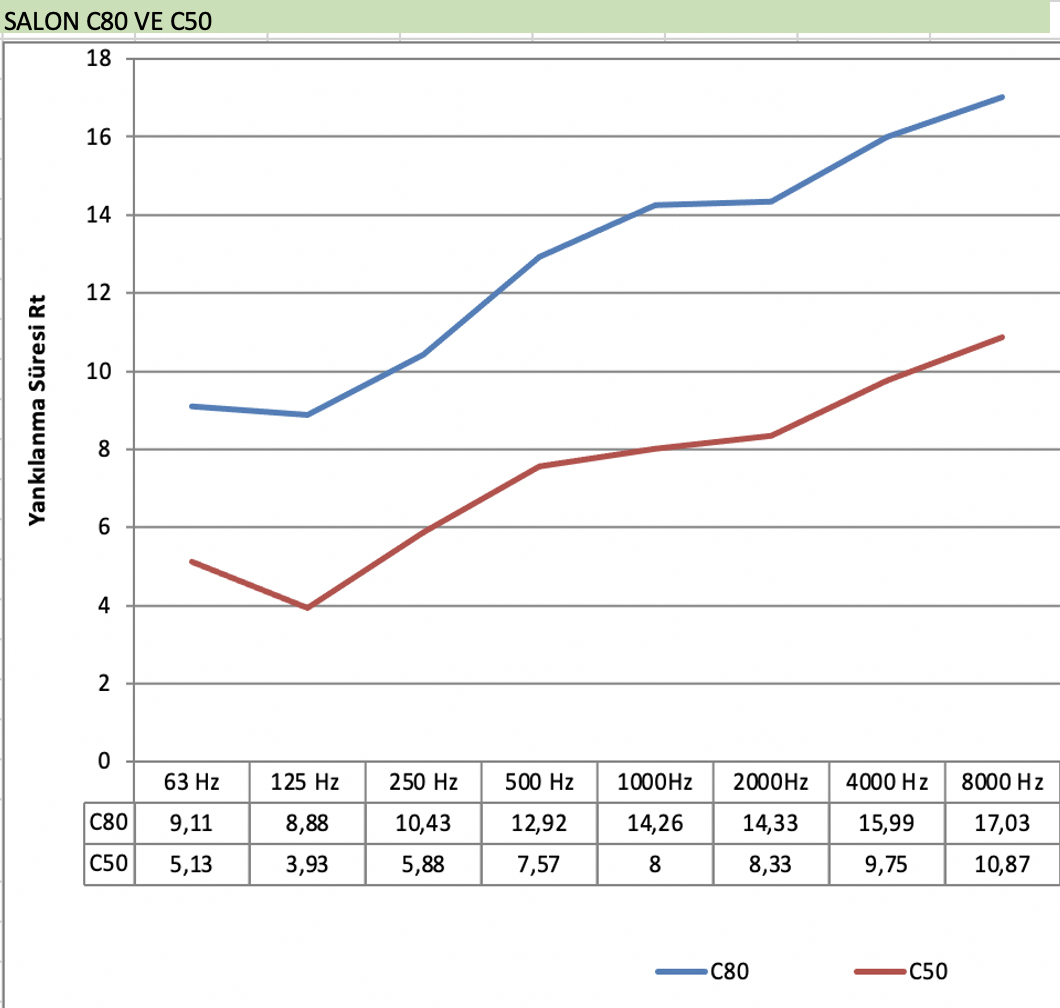 SALON C80 VE C50
18
16
14
12
10
8
6
4
2
0
Yankılanma Süresi Rt
63 Hz 125 Hz 250 Hz 500 Hz 1000Hz 2000Hz 4000 Hz 8000 Hz
C80 9,11 8,88 10,43 12,92 14,26 14,33 15,99 17,03
C50 5,13 3,93 5,88 7,57 8 8,33 9,75 10,87
C80 C50